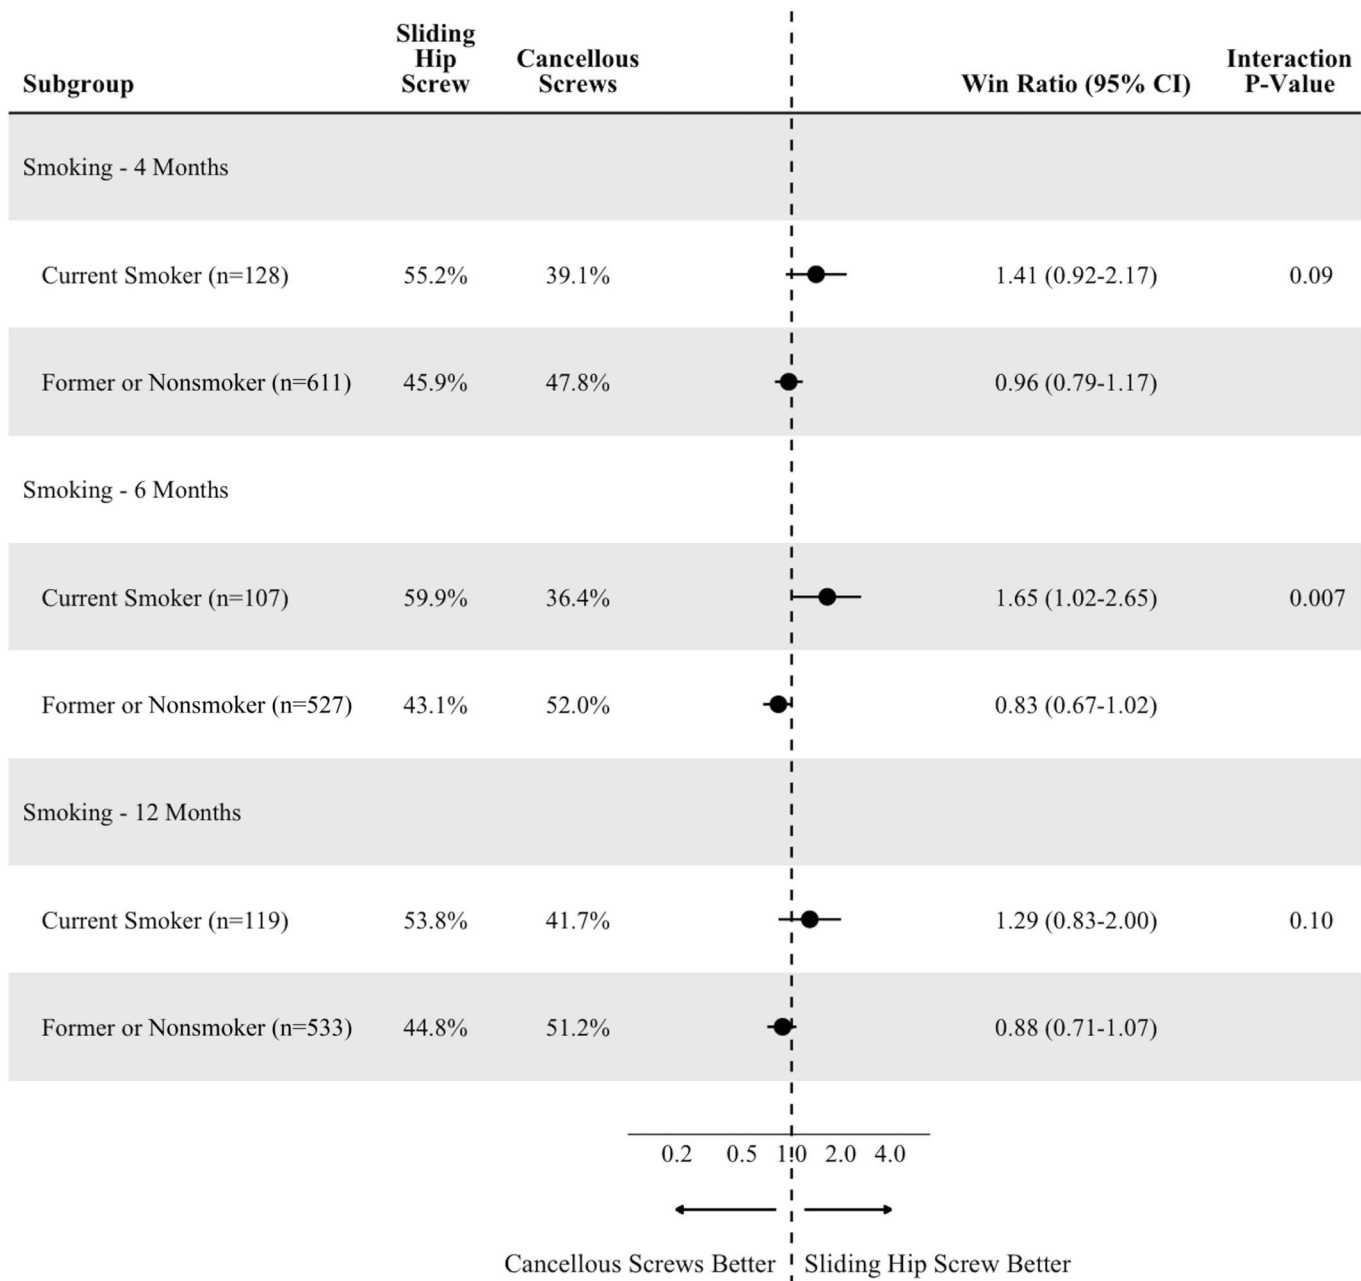 Subgroup Sliding Hip Screw Cancellous Screws Win Ratio (95% CI) Interaction P-Value
Smoking - 4 Months
Current Smoker (n=128) 55.2% 39.1% 1.41 (0.92-2.17) 0.09
Former or Nonsmoker (n=611) 45.9% 47.8% 0.96 (0.79-1.17)
Smoking - 6 Months
Current Smoker (n=107) 59.9% 36.4% 1.65 (1.02-2.65) 0.007
Former or Nonsmoker (n=527) 43.1% 52.0% 0.83 (0.67-1.02)
Smoking - 12 Months
Current Smoker (n=119) 53.8% 41.7% 1.29 (0.83-2.00) 0.10
Former or Nonsmoker (n=533) 44.8% 51.2% 0.88 (0.71-1.07)
0.2 0.5 1.0 2.0 4.0
Cancellous Screws Better Sliding Hip Screw Better